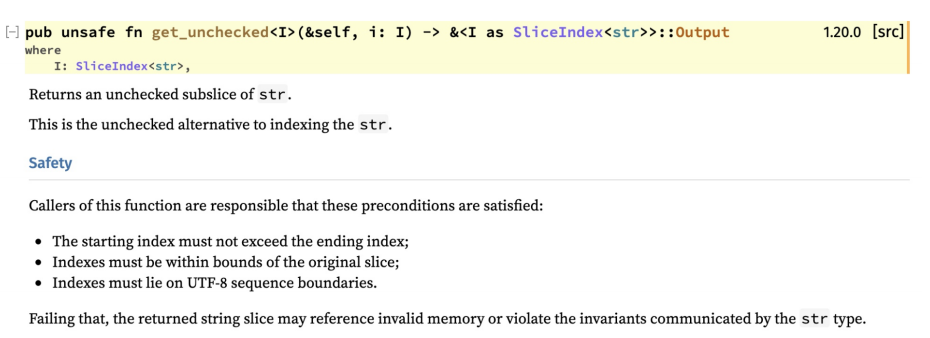 [-] pub unsafe fn get_unchecked<I>(&self, i: I) -> &<I as SliceIndex<str>>::Output 1.20.0 [src]
where
I: SliceIndex<str>,
Returns an unchecked subslice of str.
This is the unchecked alternative to indexing the str.
Safety
Callers of this function are responsible that these preconditions are satisfied:
• The starting index must not exceed the ending index;
• Indexes must be within bounds of the original slice;
• Indexes must lie on UTF-8 sequence boundaries.
Failing that, the returned string slice may reference invalid memory or violate the invariants communicated by the str type.